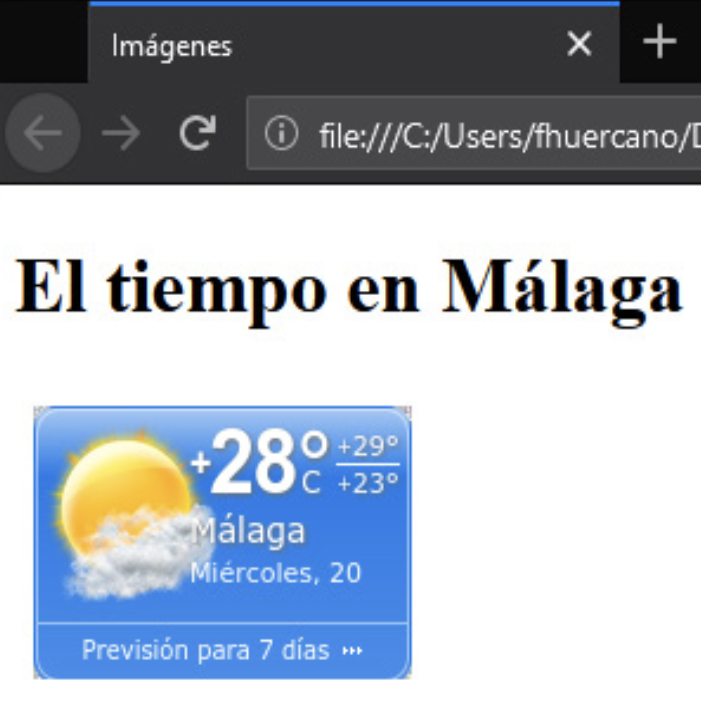 Imágenes
file:///C:/Users/fhuercano/
El tiempo en Málaga
+28°C +29° +23°
Málaga
Miércoles, 20
Previsión para 7 días